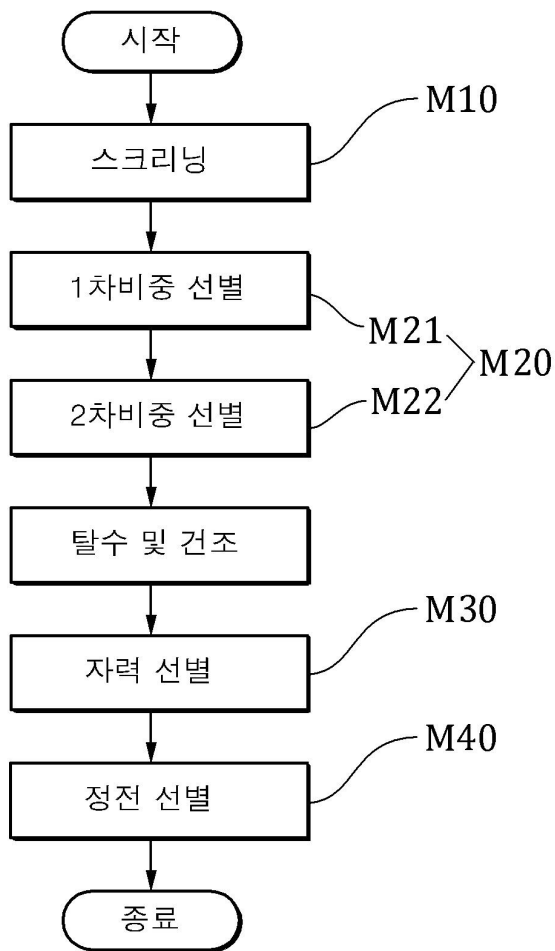 시작
스크리닝
M10
1차비중 선별
M21
M20
2차비중 선별
M22
탈수 및 건조
자력 선별
M30
정전 선별
M40
종료